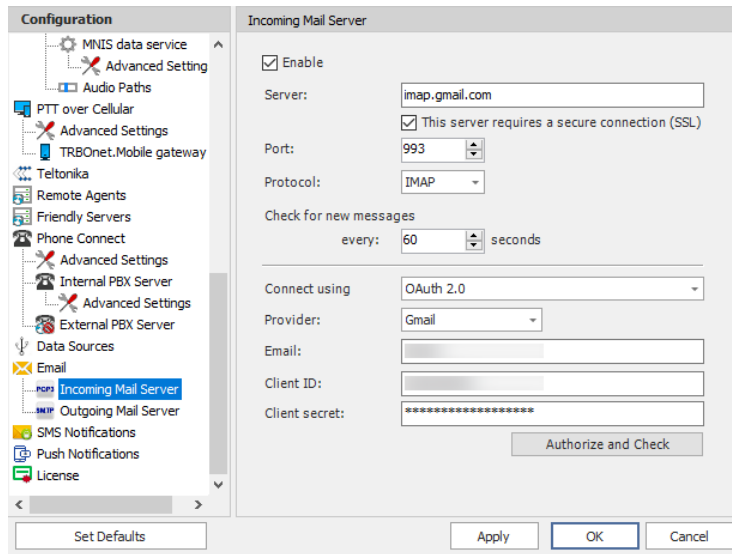 Configuration
MNIS data service
Advanced Setting
Audio Paths
PTT over Cellular
Advanced Settings
TRBOnet.Mobile gateway
Teltonika
Remote Agents
Friendly Servers
Phone Connect
Advanced Settings
Internal PBX Server
Advanced Settings
External PBX Server
Data Sources
Email
POP3 Incoming Mail Server
SMTP Outgoing Mail Server
SMS Notifications
Push Notifications
License
Set Defaults
Incoming Mail Server
Enable
Server: imap.gmail.com
This server requires a secure connection (SSL)
Port: 993
Protocol: IMAP
Check for new messages
every: 60 seconds
Connect using OAuth 2.0
Provider: Gmail
Email:
Client ID:
Client secret: ******************
Authorize and Check
Apply OK Cancel